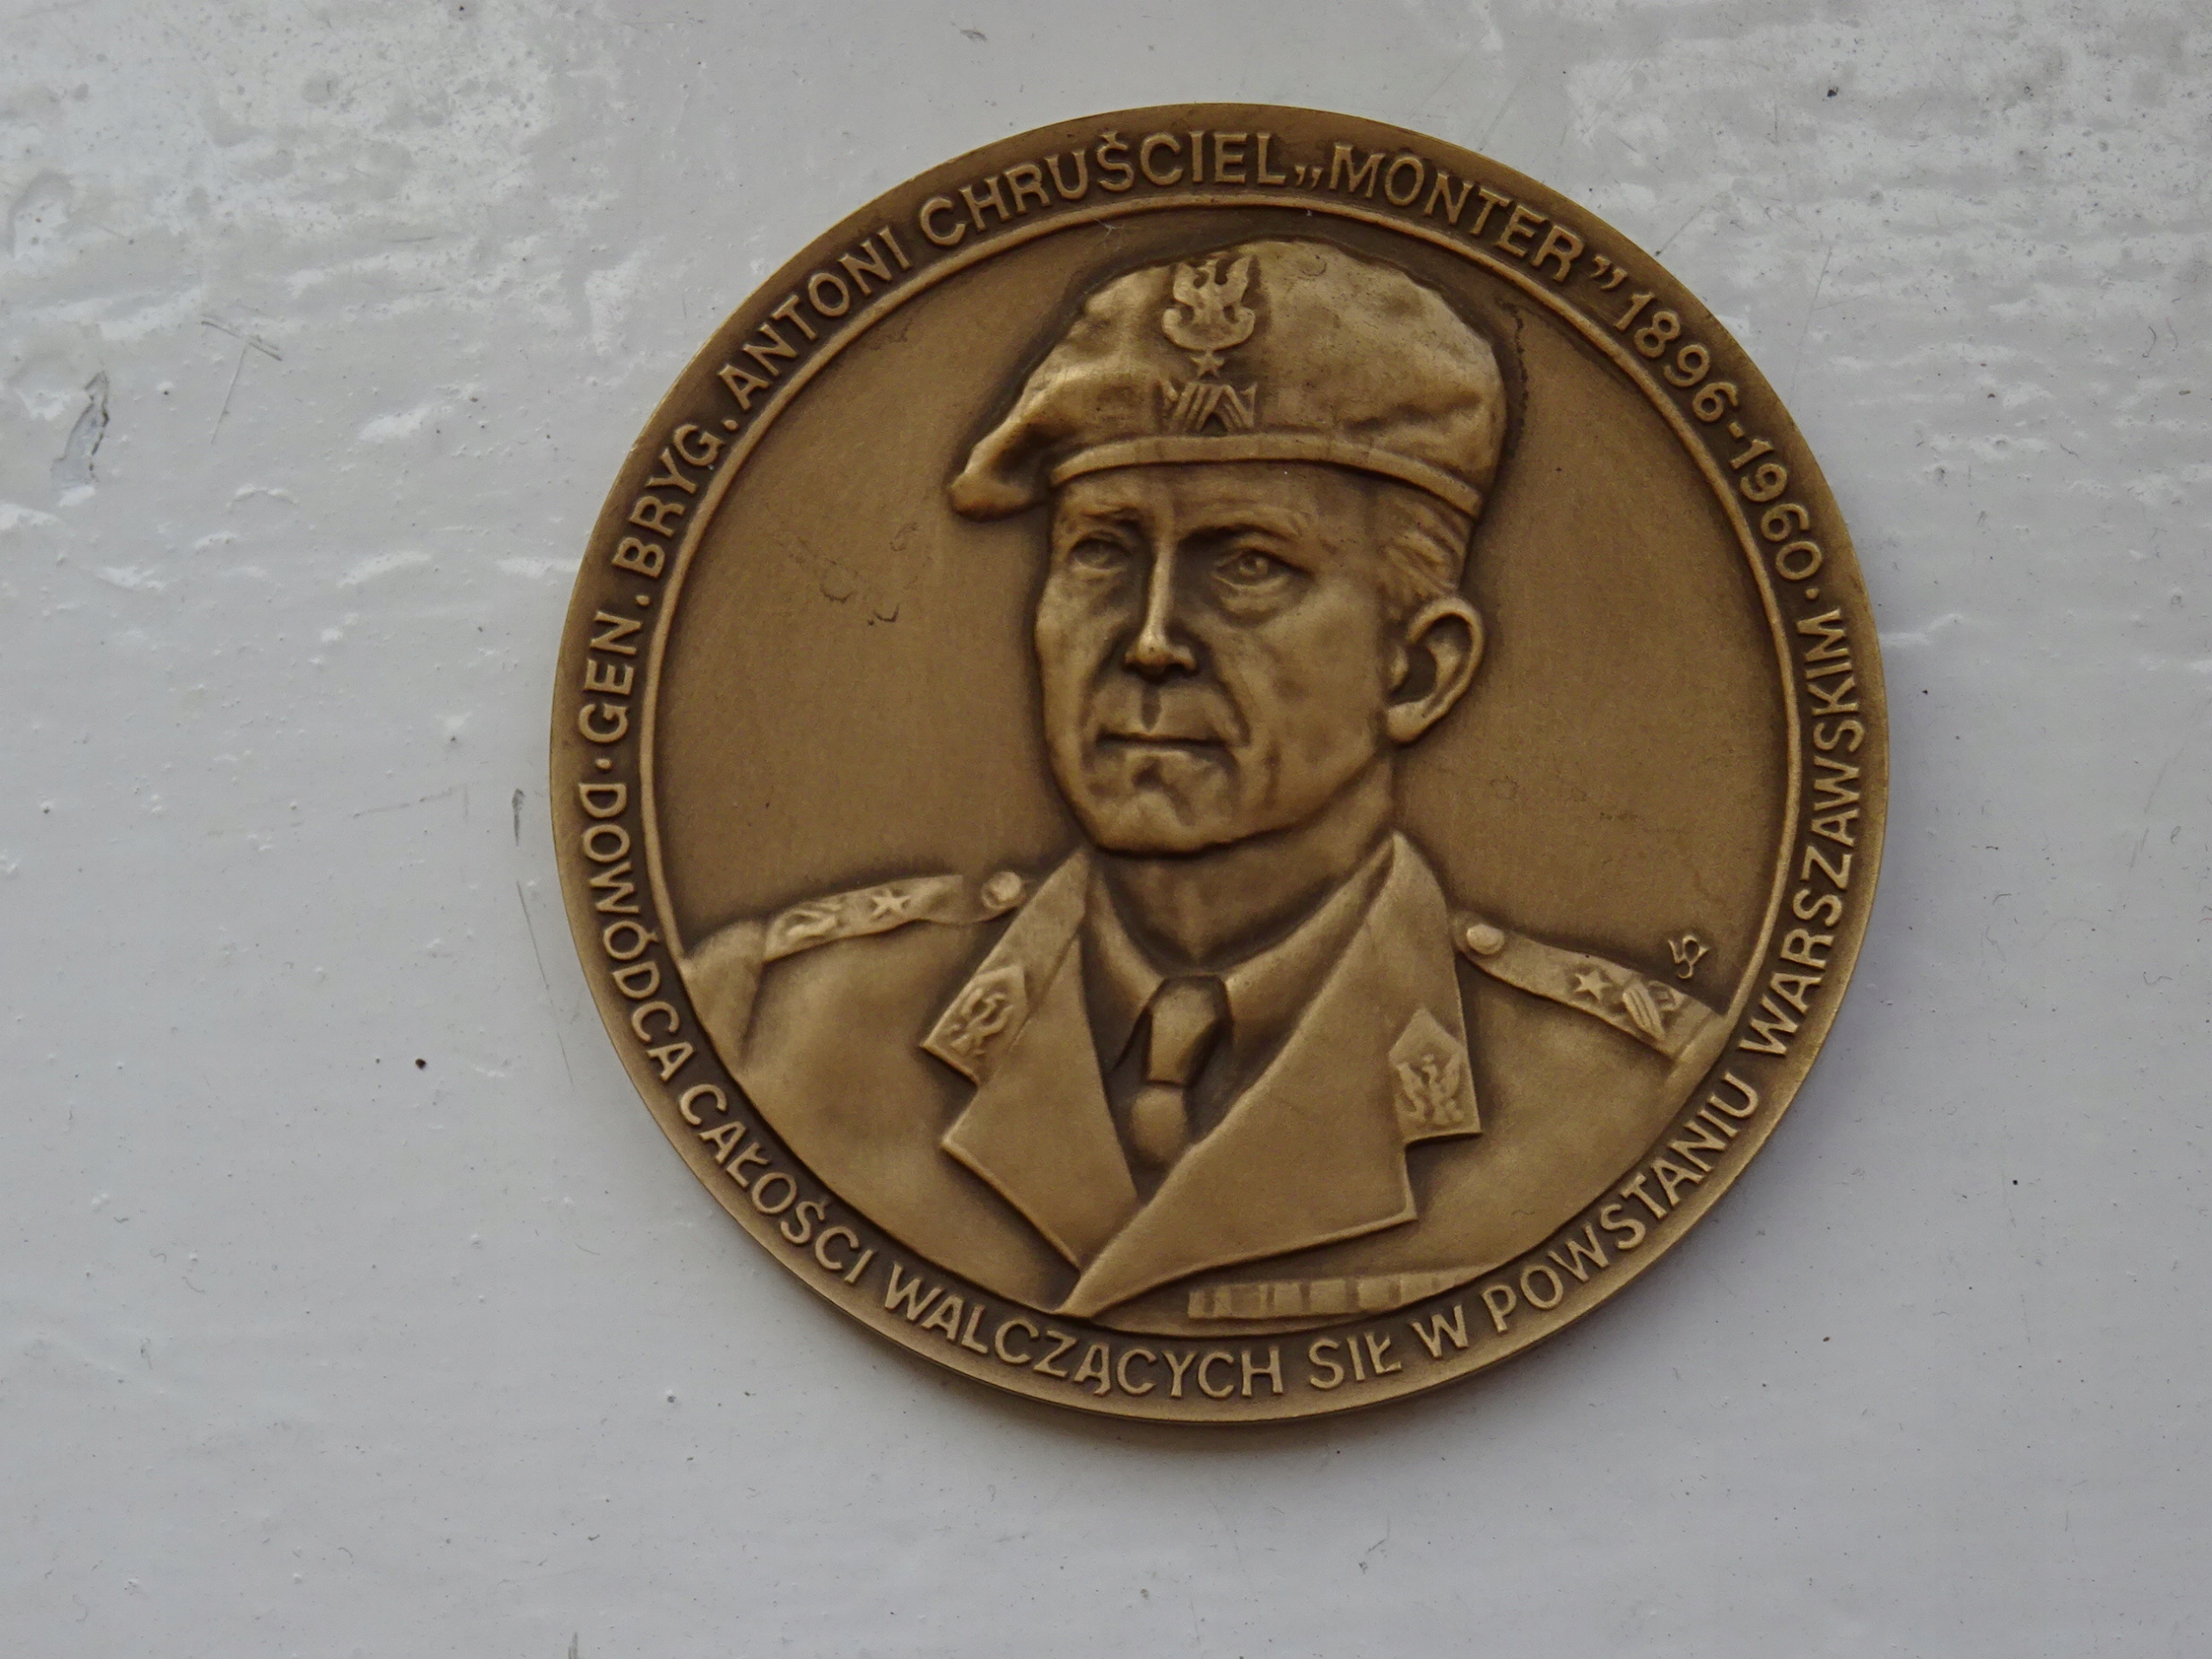 GEN. BRYG. ANTONI CHRUŚCIEL „MONTER” 1896-1960 ·
DOWÓDCA CAŁOŚCI WALCZĄCYCH SIŁ W POWSTANIU WARSZAWSKIM ·